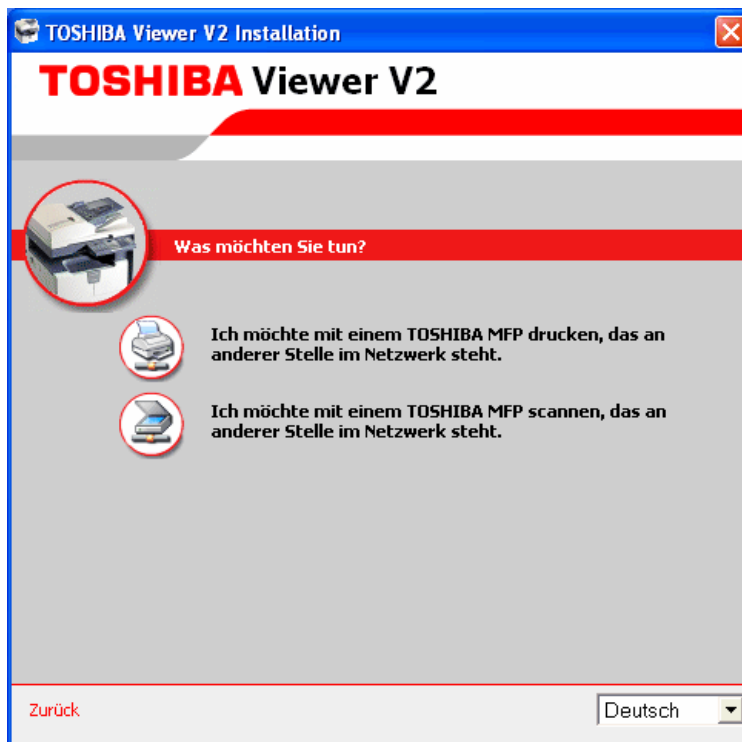 TOSHIBA Viewer V2 Installation
TOSHIBA Viewer V2
Was möchten Sie tun?
Ich möchte mit einem TOSHIBA MFP drucken, das an
anderer Stelle im Netzwerk steht.
Ich möchte mit einem TOSHIBA MFP scannen, das an
anderer Stelle im Netzwerk steht.
Zurück
Deutsch